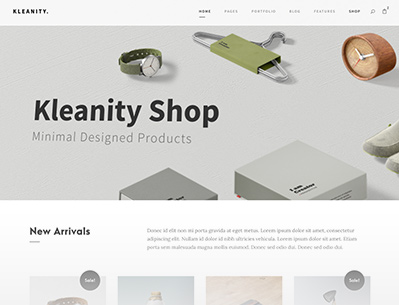 KLEANITY.
HOME PAGES PORTFOLIO BLOG FEATURES SHOP
Kleanity Shop
Minimal Designed Products
New Arrivals
Donec id elit non mi porta gravida at eget metus. Lorem ipsum dolor sit amet, consectetur
adipiscing elit. Nullam id dolor id nibh ultricies vehicula. Lorem ipsum dolor sit amet. Etiam
porta sem malesuada magna mollis euismod. Donec sed odio dui. Donec sed odio dui.
Sale!
Sale!